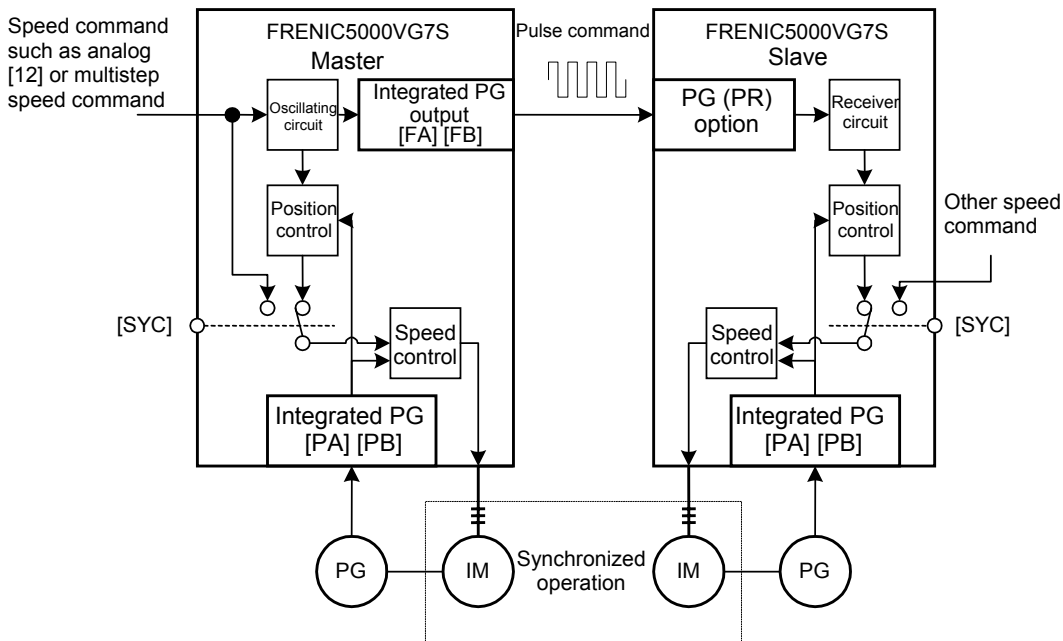 Speed command
such as analog
[12] or multistep
speed command
FRENIC5000VG7S
Master
Oscillating
circuit
Integrated PG
output
[FA] [FB]
Position
control
[SYC]
Speed
control
Integrated PG
[PA] [PB]
PG
IM
Pulse command
Synchronized
operation
FRENIC5000VG7S
Slave
PG (PR)
option
Receiver
circuit
Position
control
Other speed
command
[SYC]
Speed
control
Integrated PG
[PA] [PB]
IM
PG